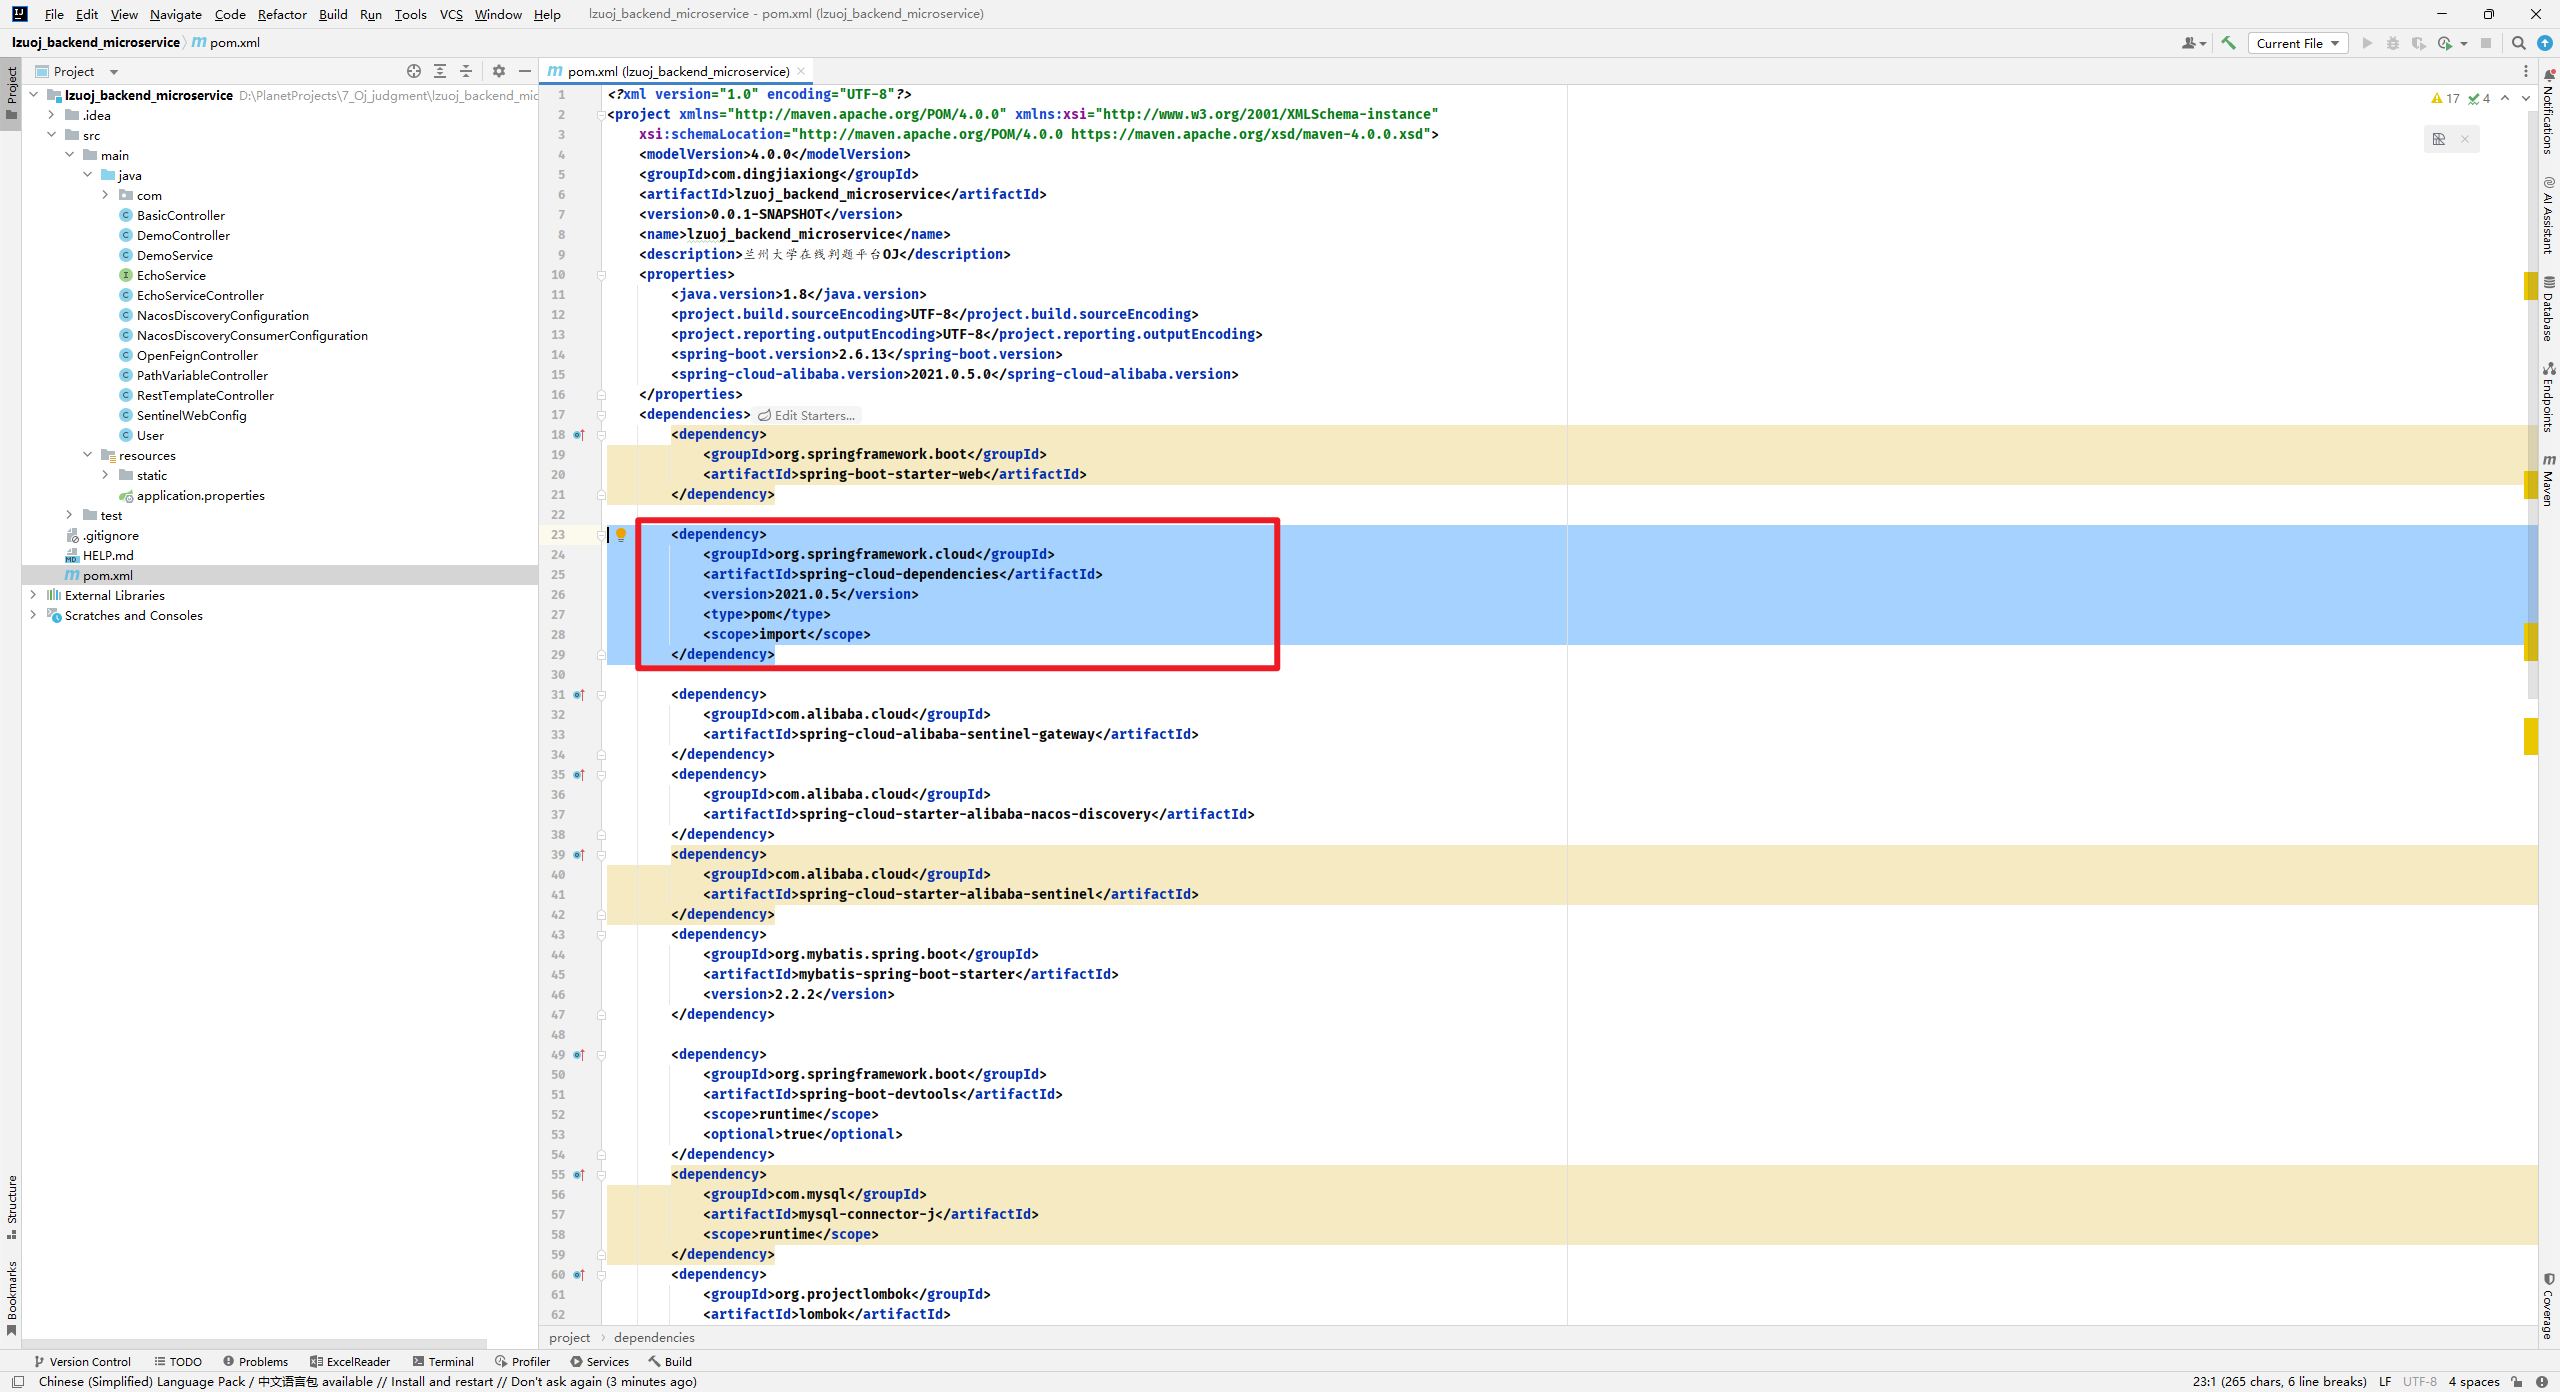 File Edit View Navigate Code Refactor Build Run Tools VCS Window Help lzuoj_backend_microservice - pom.xml (lzuoj_backend_microservice)
lzuoj_backend_microservice pom.xml
Current File
Project
pom.xml (lzuoj_backend_microservice)
Project
lzuoj_backend_microservice D:\PlanetProjects\7_Oj_judgment\lzuoj_backend_mic
.idea
src
main
java
com
BasicController
DemoController
DemoService
EchoService
EchoServiceController
NacosDiscoveryConfiguration
NacosDiscoveryConsumerConfiguration
OpenFeignController
PathVariableController
RestTemplateController
SentinelWebConfig
User
resources
static
application.properties
test
.gitignore
HELP.md
pom.xml
External Libraries
Scratches and Consoles
Structure
Bookmarks
17 4
1 <?xml version="1.0" encoding="UTF-8"?>
2 <project xmlns="http://maven.apache.org/POM/4.0.0" xmlns:xsi="http://www.w3.org/2001/XMLSchema-instance"
3 xsi:schemaLocation="http://maven.apache.org/POM/4.0.0 https://maven.apache.org/xsd/maven-4.0.0.xsd">
4 <modelVersion>4.0.0</modelVersion>
5 <groupId>com.dingjiaxiong</groupId>
6 <artifactId>lzuoj_backend_microservice</artifactId>
7 <version>0.0.1-SNAPSHOT</version>
8 <name>lzuoj_backend_microservice</name>
9 <description>兰州大学在线判题平台OJ</description>
10 <properties>
11 <java.version>1.8</java.version>
12 <project.build.sourceEncoding>UTF-8</project.build.sourceEncoding>
13 <project.reporting.outputEncoding>UTF-8</project.reporting.outputEncoding>
14 <spring-boot.version>2.6.13</spring-boot.version>
15 <spring-cloud-alibaba.version>2021.0.5.0</spring-cloud-alibaba.version>
16 </properties>
17 <dependencies> Edit Starters...
18 <dependency>
19 <groupId>org.springframework.boot</groupId>
20 <artifactId>spring-boot-starter-web</artifactId>
21 </dependency>
22
23 <dependency>
24 <groupId>org.springframework.cloud</groupId>
25 <artifactId>spring-cloud-dependencies</artifactId>
26 <version>2021.0.5</version>
27 <type>pom</type>
28 <scope>import</scope>
29 </dependency>
30
31 <dependency>
32 <groupId>com.alibaba.cloud</groupId>
33 <artifactId>spring-cloud-alibaba-sentinel-gateway</artifactId>
34 </dependency>
35 <dependency>
36 <groupId>com.alibaba.cloud</groupId>
37 <artifactId>spring-cloud-starter-alibaba-nacos-discovery</artifactId>
38 </dependency>
39 <dependency>
40 <groupId>com.alibaba.cloud</groupId>
41 <artifactId>spring-cloud-starter-alibaba-sentinel</artifactId>
42 </dependency>
43 <dependency>
44 <groupId>org.mybatis.spring.boot</groupId>
45 <artifactId>mybatis-spring-boot-starter</artifactId>
46 <version>2.2.2</version>
47 </dependency>
48
49 <dependency>
50 <groupId>org.springframework.boot</groupId>
51 <artifactId>spring-boot-devtools</artifactId>
52 <scope>runtime</scope>
53 <optional>true</optional>
54 </dependency>
55 <dependency>
56 <groupId>com.mysql</groupId>
57 <artifactId>mysql-connector-j</artifactId>
58 <scope>runtime</scope>
59 </dependency>
60 <dependency>
61 <groupId>org.projectlombok</groupId>
62 <artifactId>lombok</artifactId>
project dependencies
Notifications
AI Assistant
Database
Endpoints
Maven
Coverage
Version Control TODO Problems ExcelReader Terminal Profiler Services Build
Chinese (Simplified) Language Pack / 中文语言包 available // Install and restart // Don't ask again (3 minutes ago) 23:1 (265 chars, 6 line breaks) LF UTF-8 4 spaces